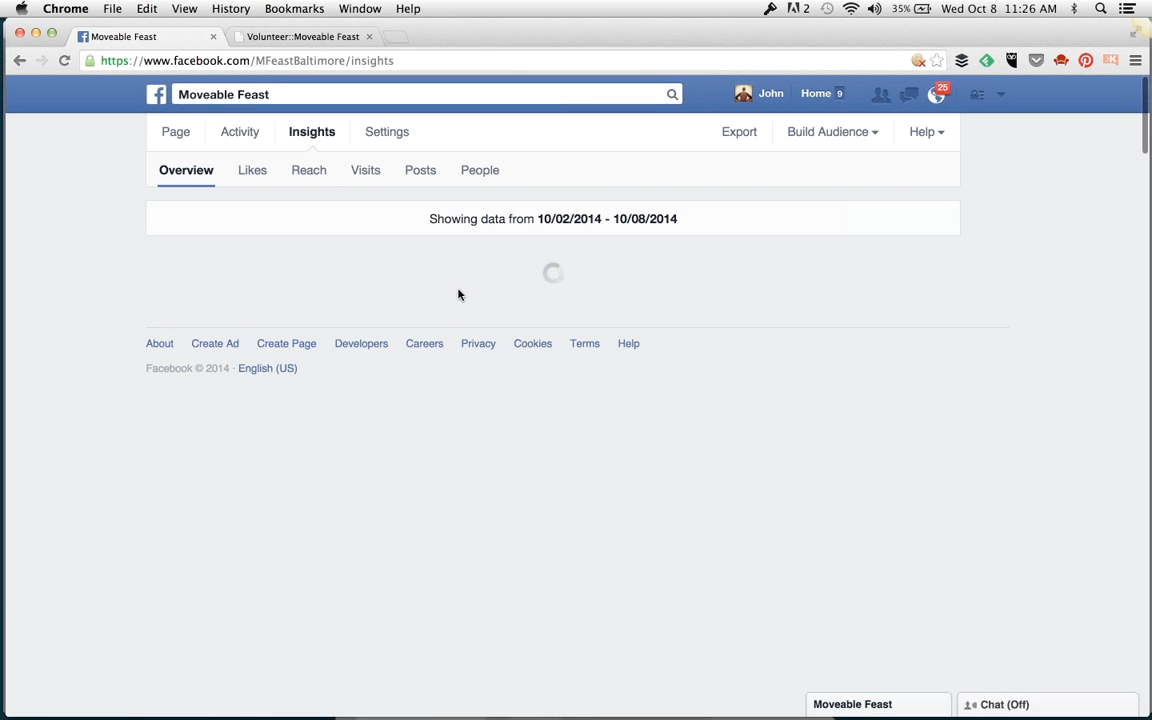 Chrome File Edit View History Bookmarks Window Help 2 35% Wed Oct 8 11:26 AM
Moveable Feast Volunteer::Moveable Feast
https://www.facebook.com/MFeastBaltimore/insights
f Moveable Feast John Home 9 25
Page Activity Insights Settings Export Build Audience Help
Overview Likes Reach Visits Posts People
Showing data from 10/02/2014 - 10/08/2014
About Create Ad Create Page Developers Careers Privacy Cookies Terms Help
Facebook © 2014 · English (US)
Moveable Feast Chat (Off)